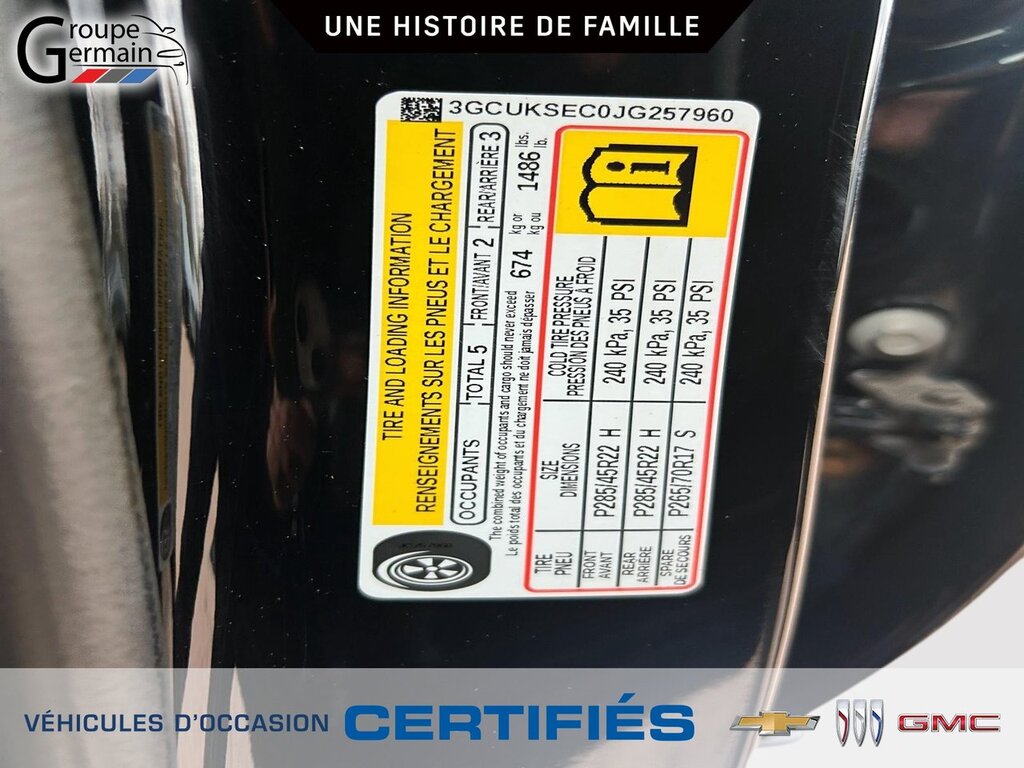 Groupe
Germain
UNE HISTOIRE DE FAMILLE
3GCUKSEC0JG257960
TIRE AND LOADING INFORMATION
RENSEIGNEMENTS SUR LES PNEUS ET LE CHARGEMENT
OCCUPANTS TOTAL 5 FRONT/AVANT 2 REAR/ARRIÈRE 3
The combined weight of occupants and cargo should never exceed 674 kg or 1486 lbs.
Le poids total des occupants et du chargement ne doit jamais dépasser kg ou lb.
TIRE SIZE COLD TIRE PRESSURE
PNEU DIMENSIONS PRESSION DES PNEUS À FROID
FRONT
AVANT P285/45R22 H 240 kPa, 35 PSI
REAR
ARRIÈRE P285/45R22 H 240 kPa, 35 PSI
SPARE
DE SECOURS P265/70R17 S 240 kPa, 35 PSI
VÉHICULES D'OCCASION CERTIFIÉS GMC